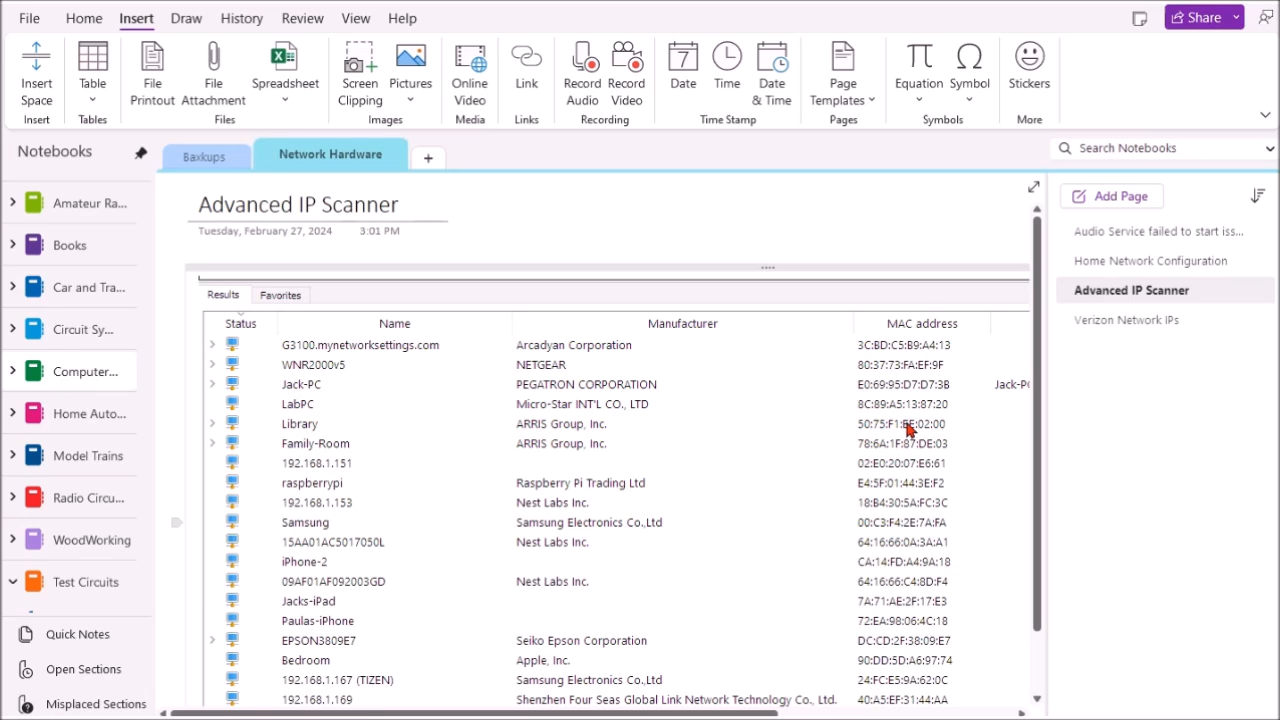 File Home Insert Draw History Review View Help Share
Insert Space Table File Printout File Attachment Spreadsheet Screen Clipping Pictures Online Video Link Record Audio Record Video Date Time Date & Time Page Templates Equation Symbol Stickers
Insert Tables Files Images Media Links Recording Time Stamp Pages Symbols More
Notebooks
Baxkups Network Hardware +
Search Notebooks
Amateur Ra...
Books
Car and Tra...
Circuit Sy...
Computer...
Home Auto...
Model Trains
Radio Circu...
WoodWorking
Test Circuits
Quick Notes
Open Sections
Misplaced Sections
Advanced IP Scanner
Tuesday, February 27, 2024 3:01 PM
Results Favorites
Status Name Manufacturer MAC address
G3100.mynetworksettings.com Arcadyan Corporation 3C:BD:C5:B9:A4:13
WNR2000v5 NETGEAR 80:37:73:FA:EF:9F
Jack-PC PEGATRON CORPORATION E0:69:95:D7:D7:3B Jack-P
LabPC Micro-Star INT'L CO., LTD 8C:89:A5:13:87:20
Library ARRIS Group, Inc. 50:75:F1:EE:02:00
Family-Room ARRIS Group, Inc. 78:6A:1F:87:DE:03
192.168.1.151 02:E0:20:07:E6:61
raspberrypi Raspberry Pi Trading Ltd E4:5F:01:44:3E:F2
192.168.1.153 Nest Labs Inc. 18:B4:30:5A:FC:3C
Samsung Samsung Electronics Co.,Ltd 00:C3:F4:2E:7A:FA
15AA01AC5017050L Nest Labs Inc. 64:16:66:0A:3A:A1
iPhone-2 CA:14:FD:A4:9A:18
09AF01AF092003GD Nest Labs Inc. 64:16:66:C4:8D:F4
Jacks-iPad 7A:71:AE:2F:17:E3
Paulas-iPhone 72:EA:98:06:4C:18
EPSON3809E7 Seiko Epson Corporation DC:CD:2F:38:09:E7
Bedroom Apple, Inc. 90:DD:5D:A6:97:74
192.168.1.167 (TIZEN) Samsung Electronics Co.,Ltd 24:FC:E5:9A:62:0C
192.168.1.169 Shenzhen Four Seas Global Link Network Technology Co., Ltd. 40:A5:EF:31:44:AA
Add Page
Audio Service failed to start iss...
Home Network Configuration
Advanced IP Scanner
Verizon Network IPs